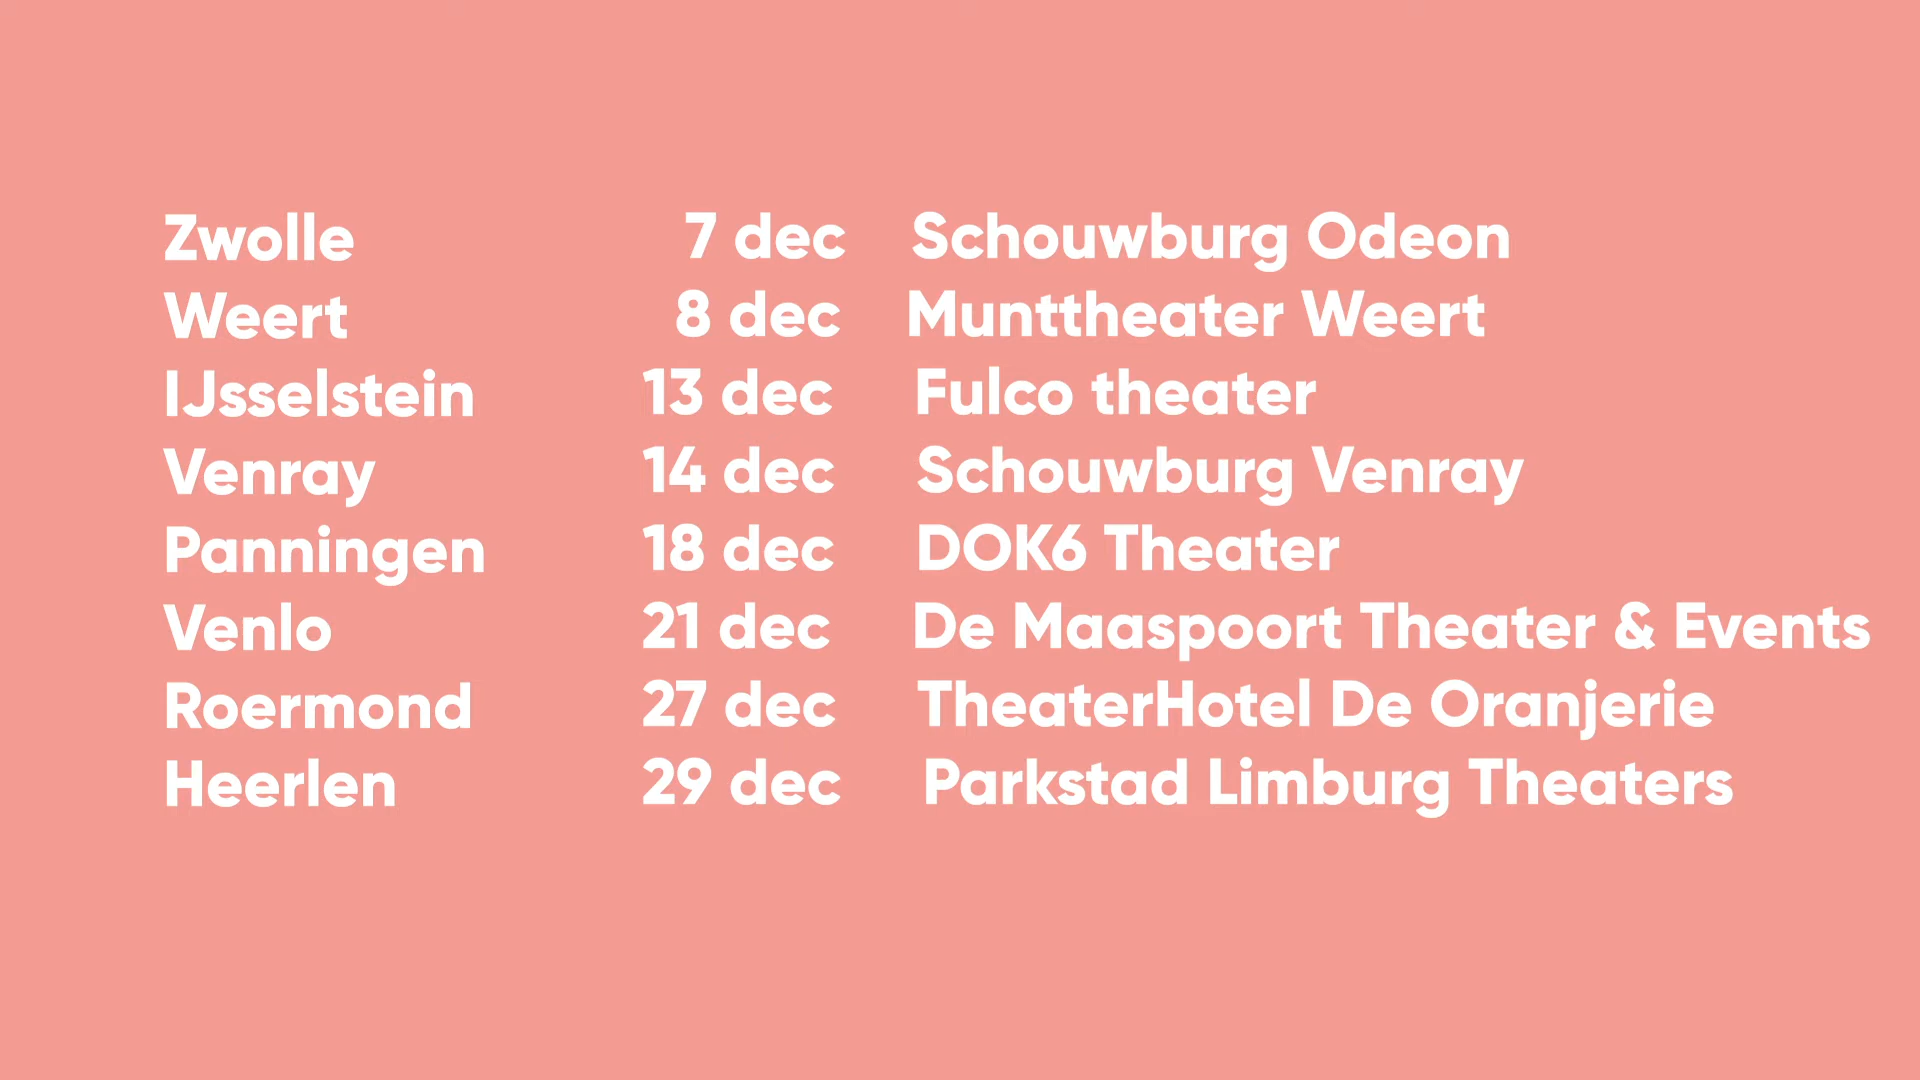 Zwolle 7 dec Schouwburg Odeon
Weert 8 dec Munttheater Weert
IJsselstein 13 dec Fulco theater
Venray 14 dec Schouwburg Venray
Panningen 18 dec DOK6 Theater
Venlo 21 dec De Maaspoort Theater & Events
Roermond 27 dec TheaterHotel De Oranjerie
Heerlen 29 dec Parkstad Limburg Theaters